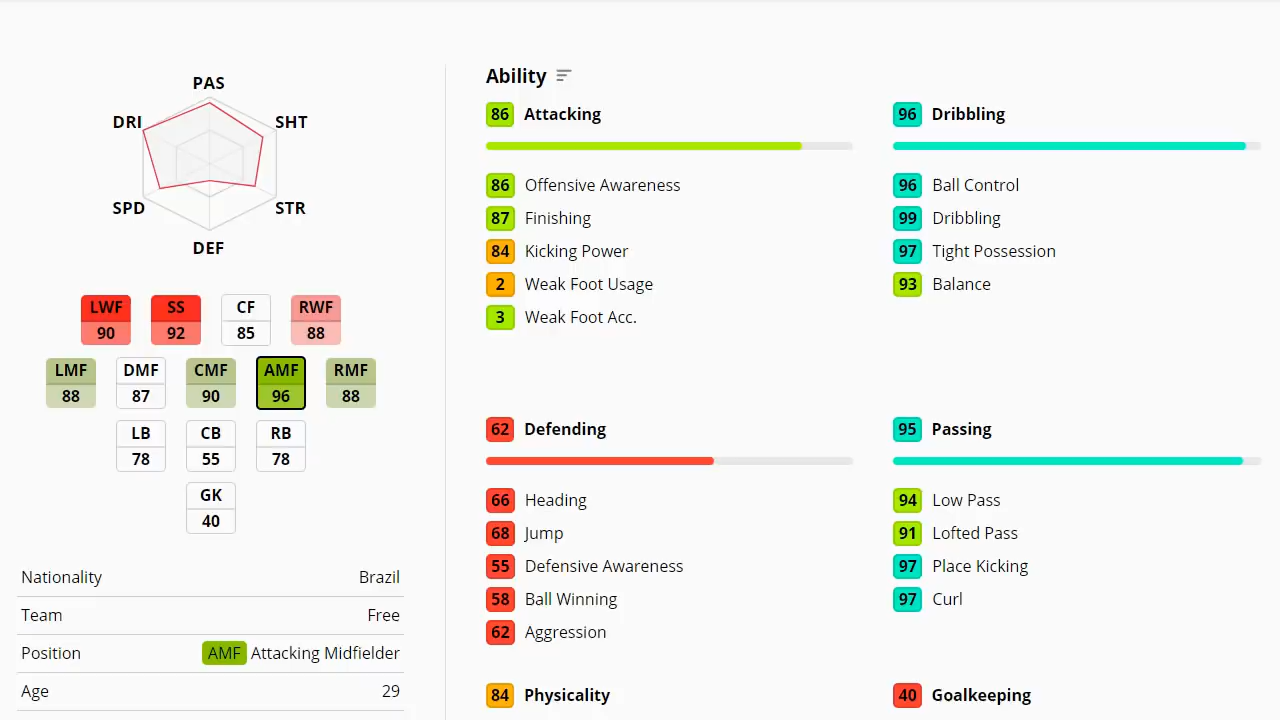 PAS
DRI
SHT
SPD
STR
DEF
LWF SS CF RWF
90 92 85 88
LMF DMF CMF AMF RMF
88 87 90 96 88
LB CB RB
78 55 78
GK
40
Nationality Brazil
Team Free
Position AMF Attacking Midfielder
Age 29
Ability
86 Attacking
86 Offensive Awareness
87 Finishing
84 Kicking Power
2 Weak Foot Usage
3 Weak Foot Acc.
96 Dribbling
96 Ball Control
99 Dribbling
97 Tight Possession
93 Balance
62 Defending
66 Heading
68 Jump
55 Defensive Awareness
58 Ball Winning
62 Aggression
95 Passing
94 Low Pass
91 Lofted Pass
97 Place Kicking
97 Curl
84 Physicality
40 Goalkeeping